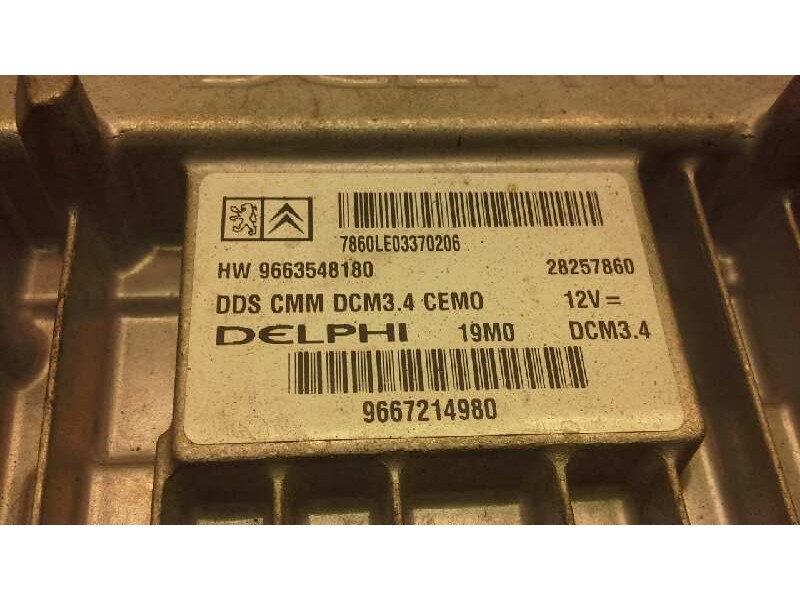 7860LE03370206
HW 9663548180 28257860
DDS CMM DCM3.4 CEMO 12V =
DELPHI 19M0 DCM3.4
9667214980